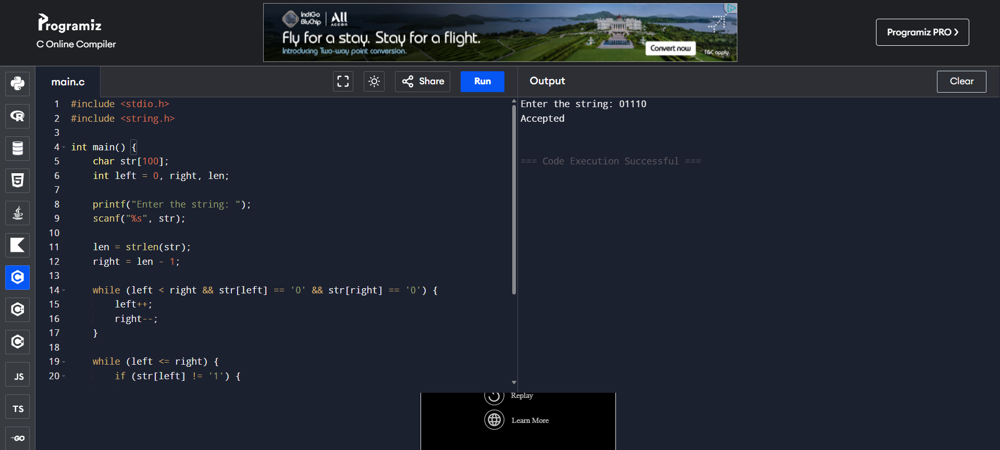 Programiz
C Online Compiler
IndiGo
BluChip
ALL
ACCOR
Fly for a stay. Stay for a flight.
Introducing Two-way point conversion.
Convert now
T&C apply.
Programiz PRO >
main.c
Share
Run
Output
Clear
1 #include <stdio.h>
2 #include <string.h>
3
4 int main() {
5     char str[100];
6     int left = 0, right, len;
7
8     printf("Enter the string: ");
9     scanf("%s", str);
10
11     len = strlen(str);
12     right = len - 1;
13
14     while (left < right && str[left] == '0' && str[right] == '0') {
15         left++;
16         right--;
17     }
18
19     while (left <= right) {
20         if (str[left] != '1') {
Enter the string: 01110
Accepted
=== Code Execution Successful ===
R
5
C
C
C
JS
TS
GO
Replay
Learn More